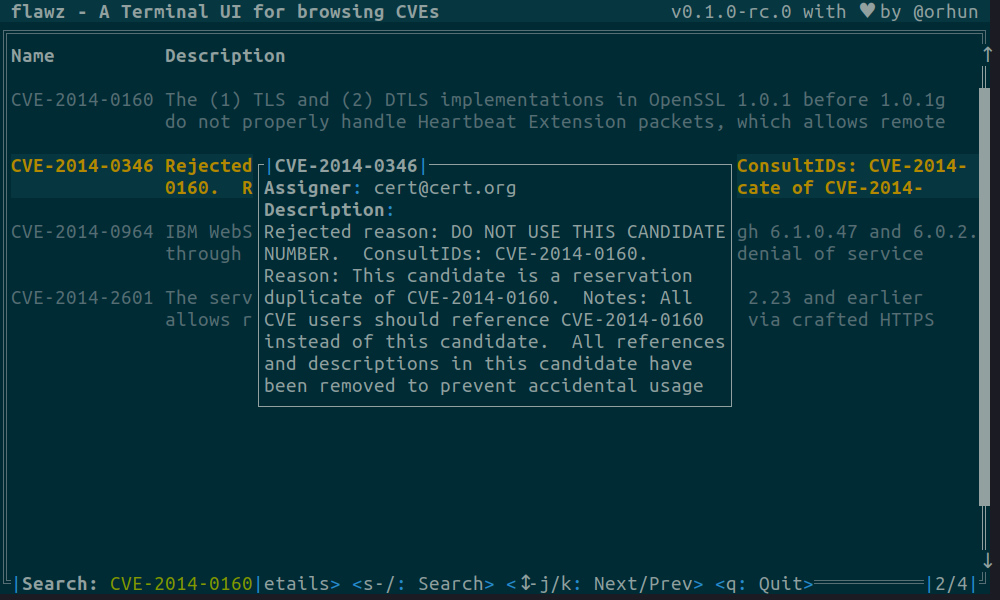 flawz - A Terminal UI for browsing CVEs v0.1.0-rc.0 with ♥ by @orhun
Name Description
CVE-2014-0160 The (1) TLS and (2) DTLS implementations in OpenSSL 1.0.1 before 1.0.1g
do not properly handle Heartbeat Extension packets, which allows remote
CVE-2014-0346 Rejected |CVE-2014-0346| ConsultIDs: CVE-2014-
0160. R Assigner: cert@cert.org cate of CVE-2014-
Description:
CVE-2014-0964 IBM WebS Rejected reason: DO NOT USE THIS CANDIDATE gh 6.1.0.47 and 6.0.2.
through NUMBER. ConsultIDs: CVE-2014-0160. denial of service
Reason: This candidate is a reservation
CVE-2014-2601 The serv duplicate of CVE-2014-0160. Notes: All 2.23 and earlier
allows r CVE users should reference CVE-2014-0160 via crafted HTTPS
instead of this candidate. All references
and descriptions in this candidate have
been removed to prevent accidental usage
|Search: CVE-2014-0160|etails> <s-/: Search> <↕-j/k: Next/Prev> <q: Quit> |2/4|